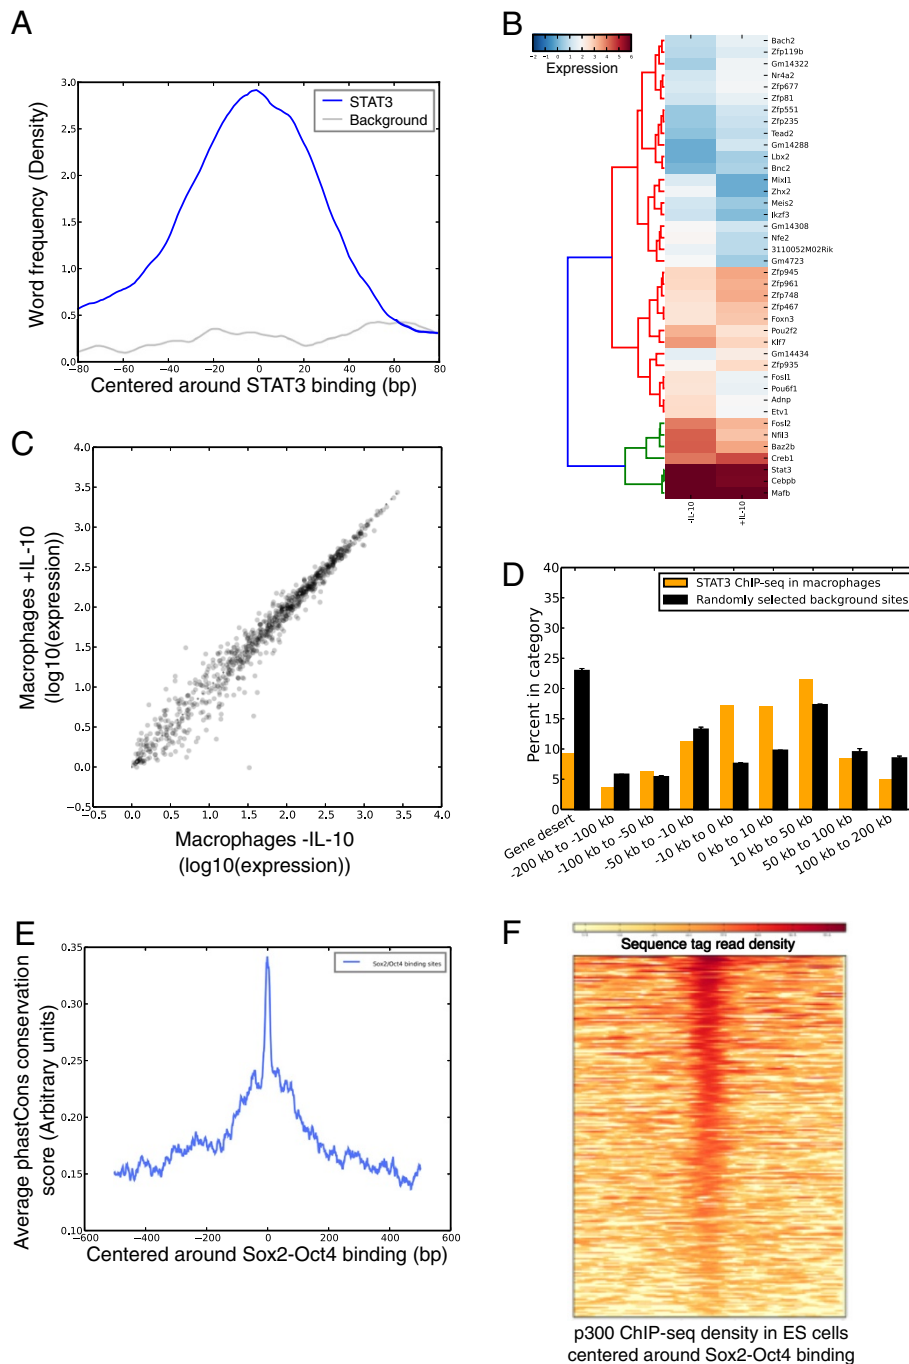 A
3.0
2.5
2.0
1.5
1.0
0.5
0.0
Word frequency (Density)
STAT3
Background
-80 -60 -40 -20 0 20 40 60 80
Centered around STAT3 binding (bp)
B
-2 -1 0 1 2 3 4 5 6
Expression
Bach2
Zfp119b
Gm14322
Nr4a2
Zfp677
Zfp81
Zfp551
Zfp235
Tead2
Gm14288
Lbx2
Bnc2
Mixl1
Zhx2
Meis2
Ikzf3
Gm14308
Nfe2
3110052M02Rik
Gm4723
Zfp945
Zfp961
Zfp748
Zfp467
Foxn3
Pou2f2
Klf7
Gm14434
Zfp935
Fosl1
Pou6f1
Adnp
Etv1
Fosl2
Nfil3
Baz2b
Creb1
Stat3
Cebpb
Mafb
-IL-10
+IL-10
C
4.0
3.5
3.0
2.5
2.0
1.5
1.0
0.5
0.0
−0.5
Macrophages +IL-10
(log10(expression))
−0.5 0.0 0.5 1.0 1.5 2.0 2.5 3.0 3.5 4.0
Macrophages -IL-10
(log10(expression))
D
40
35
30
25
20
15
10
5
0
Percent in category
STAT3 ChIP-seq in macrophages
Randomly selected background sites
Gene desert
-200 kb to -100 kb
-100 kb to -50 kb
-50 kb to -10 kb
-10 kb to 0 kb
0 kb to 10 kb
10 kb to 50 kb
50 kb to 100 kb
100 kb to 200 kb
E
0.35
0.30
0.25
0.20
0.15
0.10
Average phastCons conservation
score (Arbitrary units)
Sox2/Oct4 binding sites
−600 −400 −200 0 200 400 600
Centered around Sox2-Oct4 binding (bp)
F
Sequence tag read density
p300 ChIP-seq density in ES cells
centered around Sox2-Oct4 binding